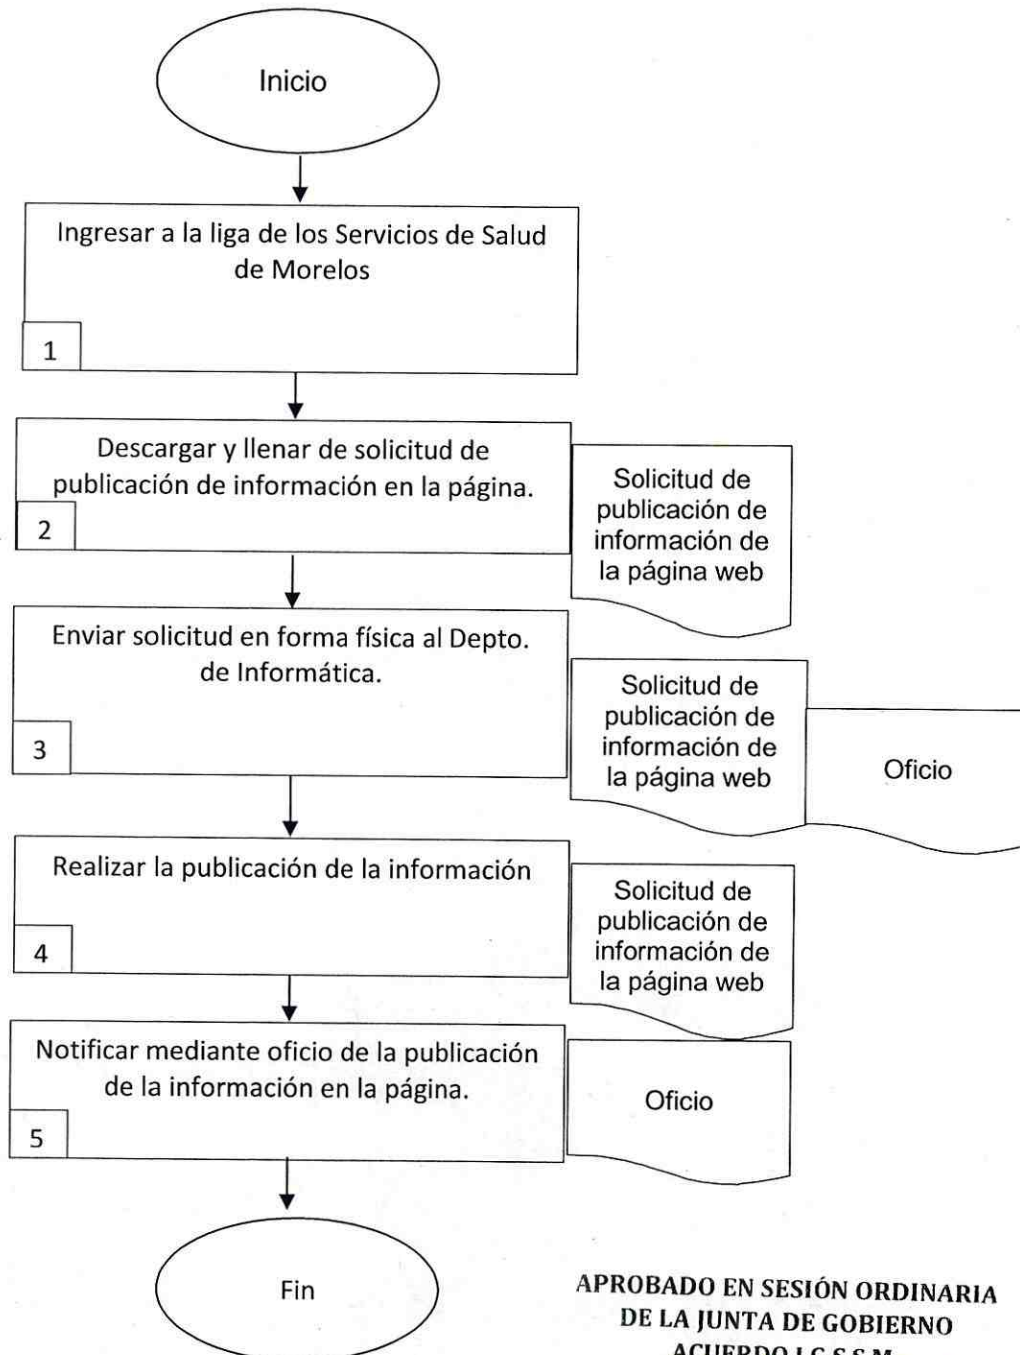 Inicio
Ingresar a la liga de los Servicios de Salud
de Morelos
1
Descargar y llenar de solicitud de
publicación de información en la página.
2
Solicitud de
publicación de
información de
la página web
Enviar solicitud en forma física al Depto.
de Informática.
3
Solicitud de
publicación de
información de
la página web
Oficio
Realizar la publicación de la información
4
Solicitud de
publicación de
información de
la página web
Notificar mediante oficio de la publicación
de la información en la página.
5
Oficio
Fin
APROBADO EN SESIÓN ORDINARIA
DE LA JUNTA DE GOBIERNO
ACUERDO